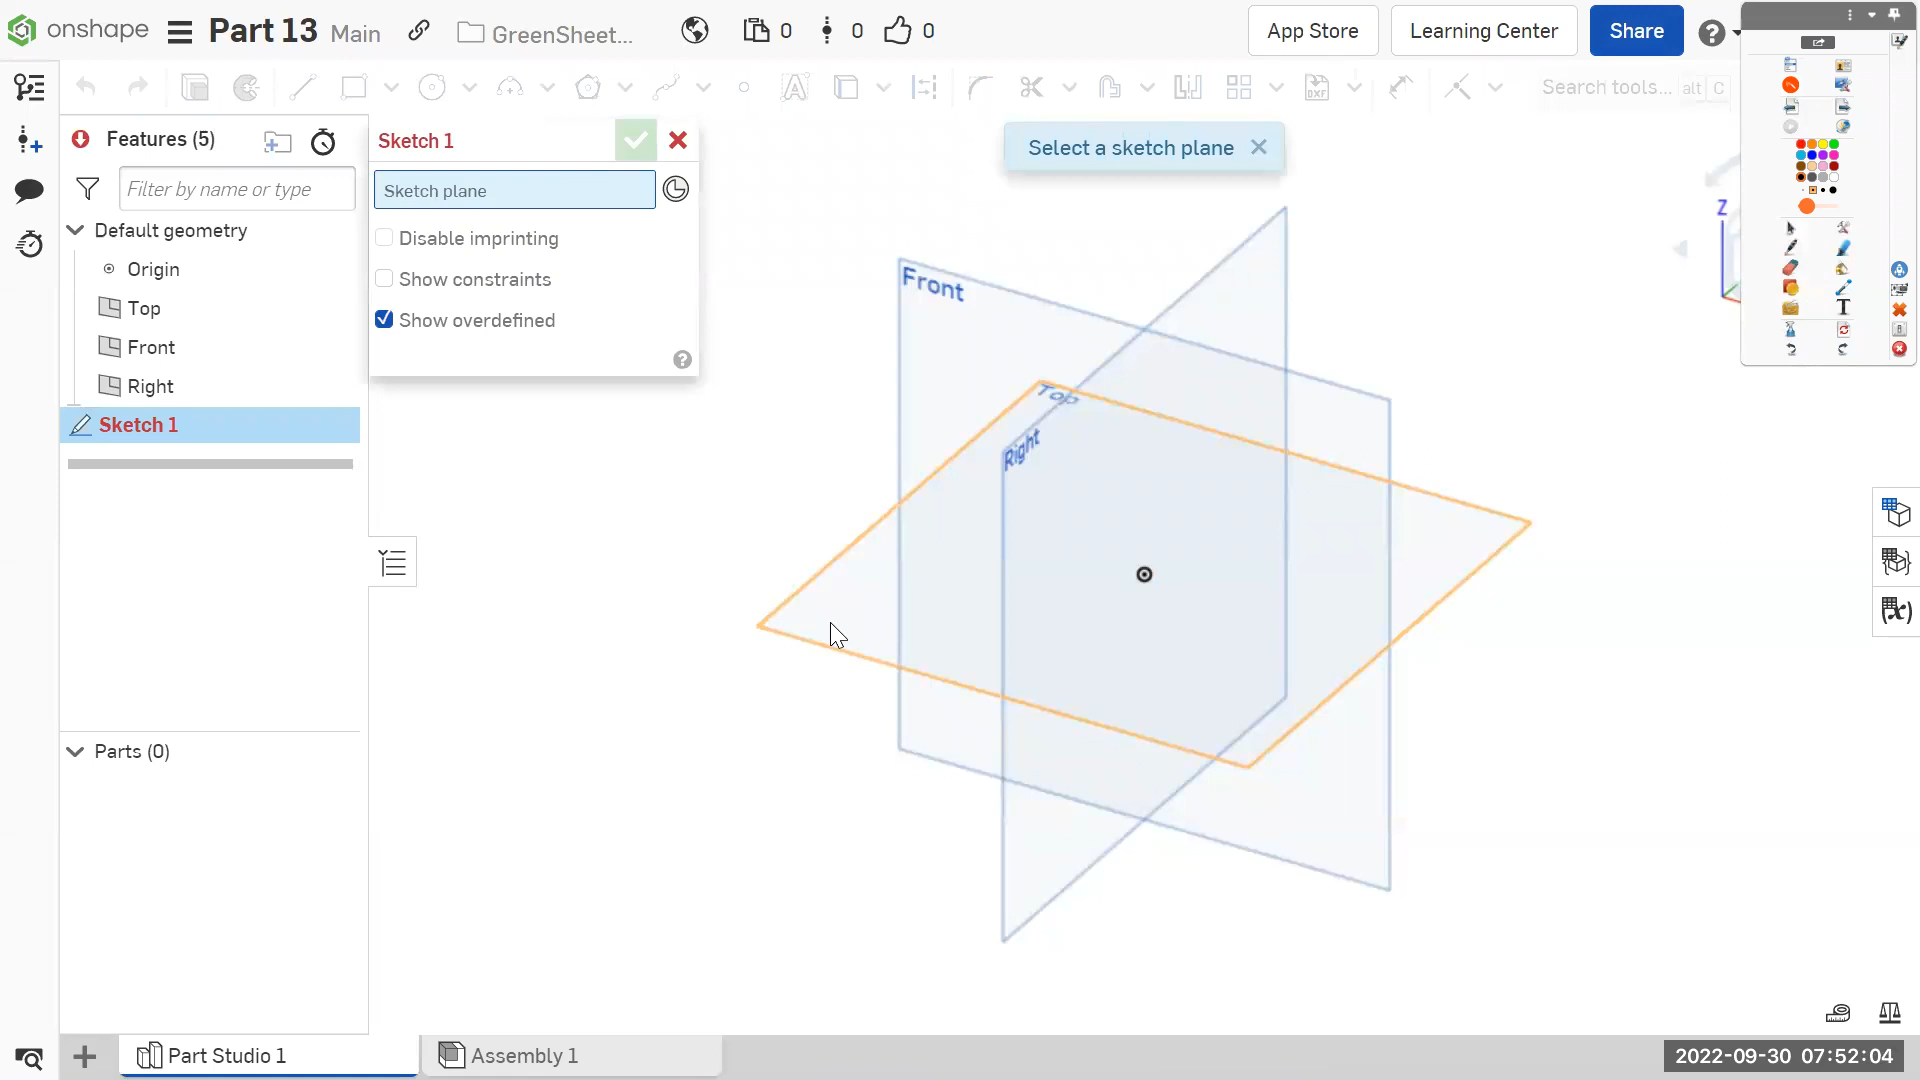 onshape
Part 13 Main
GreenSheet...
0
0
0
App Store
Learning Center
Share
Search tools... alt C
Features (5)
Filter by name or type
Default geometry
Origin
Top
Front
Right
Sketch 1
Parts (0)
Sketch 1
Sketch plane
Disable imprinting
Show constraints
Show overdefined
Select a sketch plane
Front
Top
Right
Z
Part Studio 1
Assembly 1
2022-09-30 07:52:04